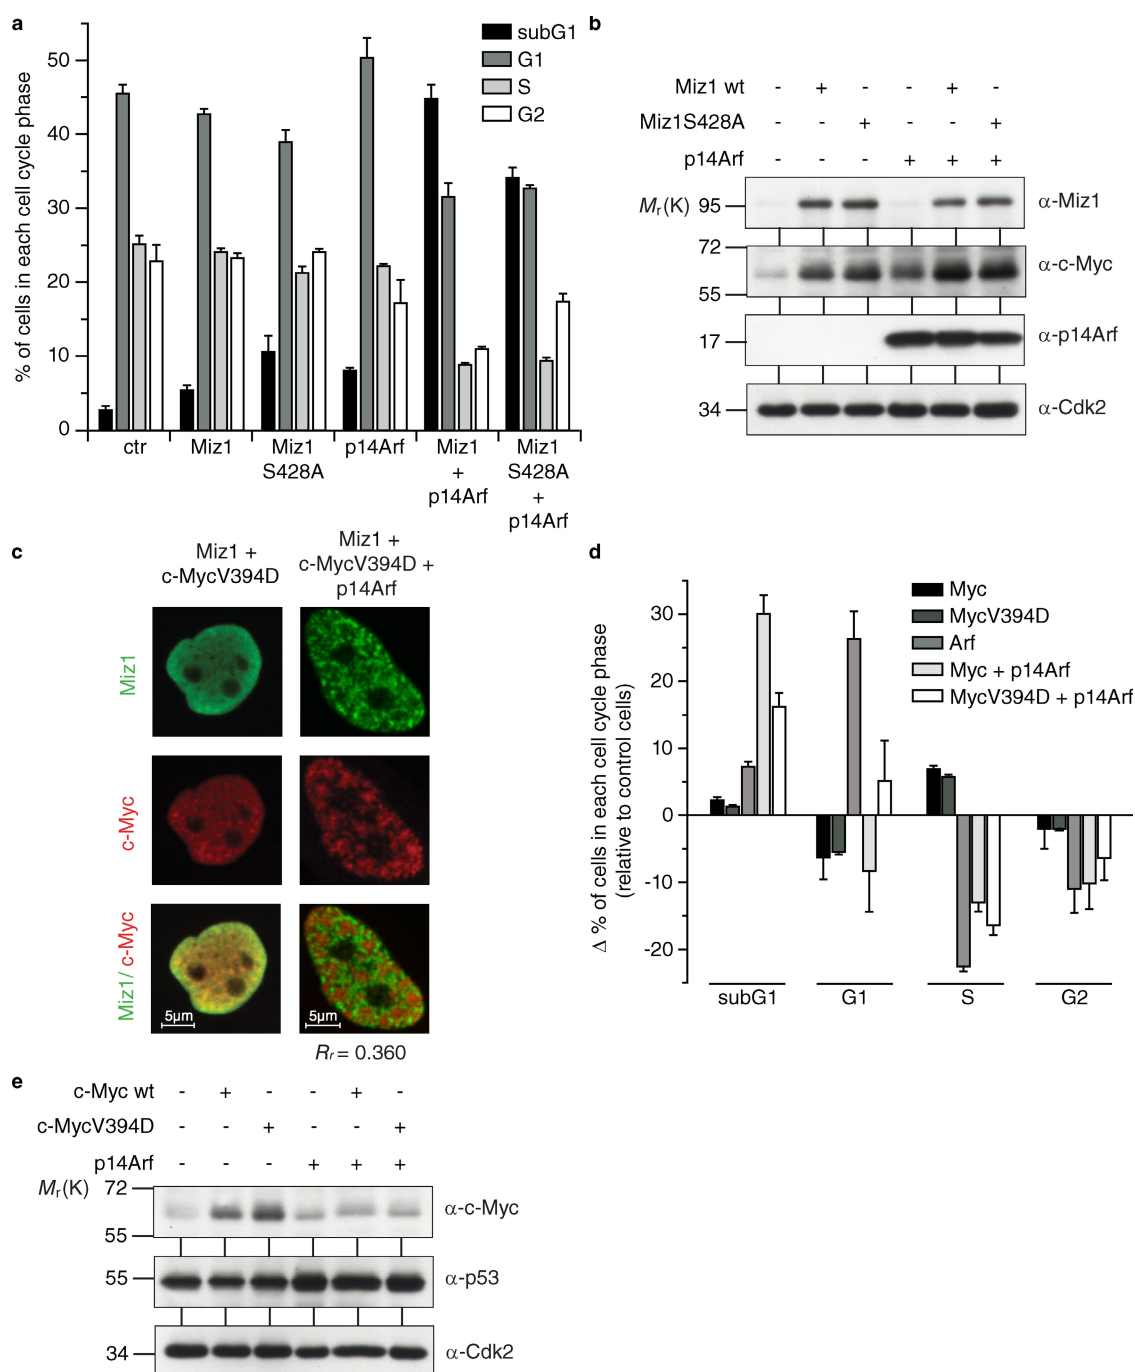 a
% of cells in each cell cycle phase
50
40
30
20
10
0
subG1
G1
S
G2
ctr
Miz1
Miz1
S428A
p14Arf
Miz1
+
p14Arf
Miz1
S428A
+
p14Arf
b
Miz1 wt - + - - + -
Miz1S428A - - + - - +
p14Arf - - - + + +
Mr(K) 95 α-Miz1
72
α-c-Myc
55
17 α-p14Arf
34 α-Cdk2
c
Miz1 +
c-MycV394D
Miz1 +
c-MycV394D +
p14Arf
Miz1
c-Myc
Miz1/ c-Myc
5µm
5µm
Rr = 0.360
d
Δ % of cells in each cell cycle phase
(relative to control cells)
30
20
10
0
-10
-20
Myc
MycV394D
Arf
Myc + p14Arf
MycV394D + p14Arf
subG1
G1
S
G2
e
c-Myc wt - + - - + -
c-MycV394D - - + - - +
p14Arf - - - + + +
Mr(K) 72
α-c-Myc
55
55 α-p53
34 α-Cdk2